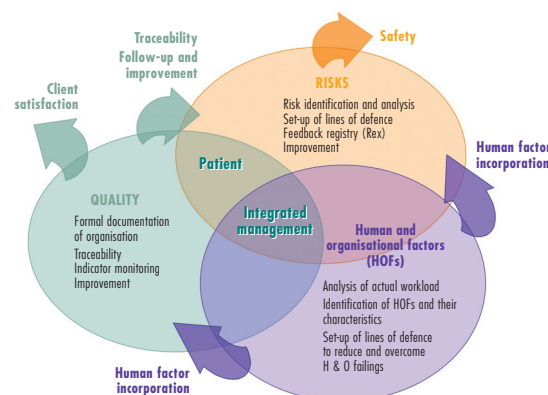 Traceability
Follow-up and
improvement
Safety
Client
satisfaction
RISKS
Risk identification and analysis
Set-up of lines of defence
Feedback registry (Rex)
Improvement
Human factor
incorporation
Patient
QUALITY
Formal documentation
of organisation
Traceability
Indicator monitoring
Improvement
Integrated
management
Human and
organisational factors
(HOFs)
Analysis of actual workload
Identification of HOFs and their
characteristics
Set-up of lines of defence
to reduce and overcome
H & O failings
Human factor
incorporation